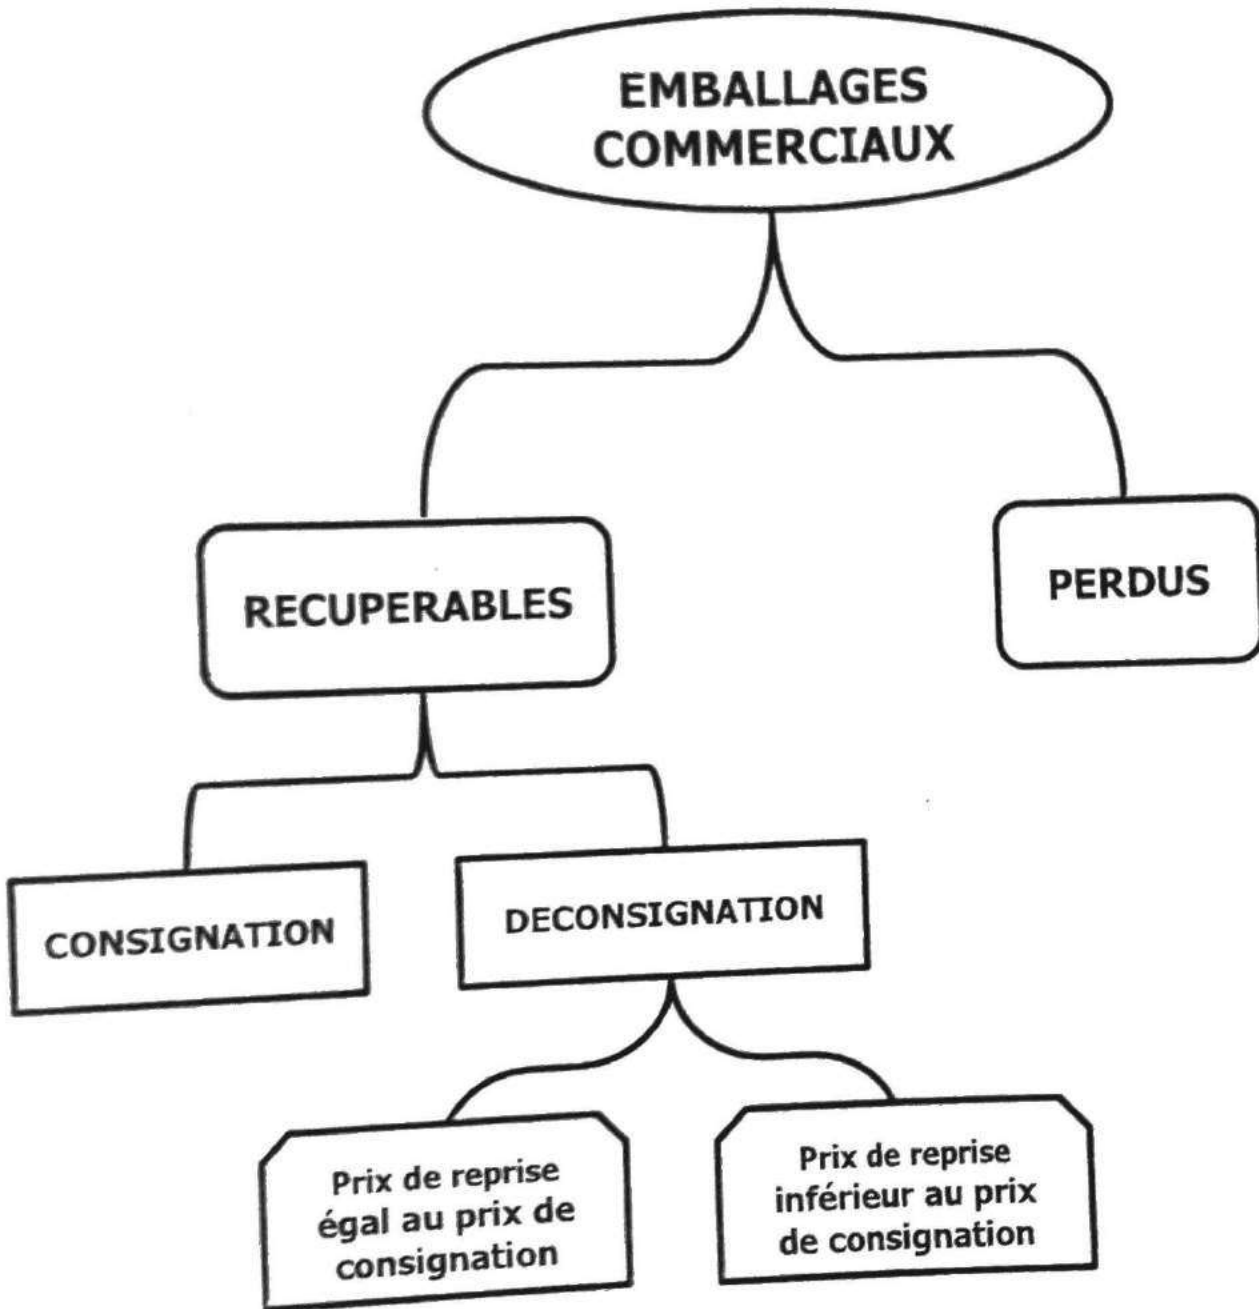 EMBALLAGES
COMMERCIAUX
RECUPERABLES
PERDUS
CONSIGNATION
DECONSIGNATION
Prix de reprise
égal au prix de
consignation
Prix de reprise
inférieur au prix
de consignation